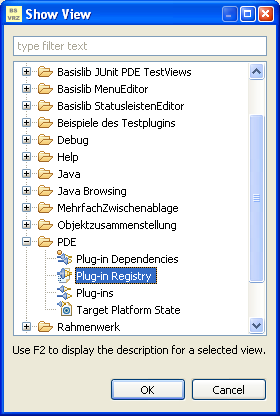 BS
VRZ
Show View
type filter text
Basislib JUnit PDE TestViews
Basislib MenuEditor
Basislib StatusleistenEditor
Beispiele des Testplugins
Debug
Help
Java
Java Browsing
MehrfachZwischenablage
Objektzusammenstellung
PDE
Plug-in Dependencies
Plug-in Registry
Plug-ins
Target Platform State
Rahmenwerk
Use F2 to display the description for a selected view.
OK
Cancel